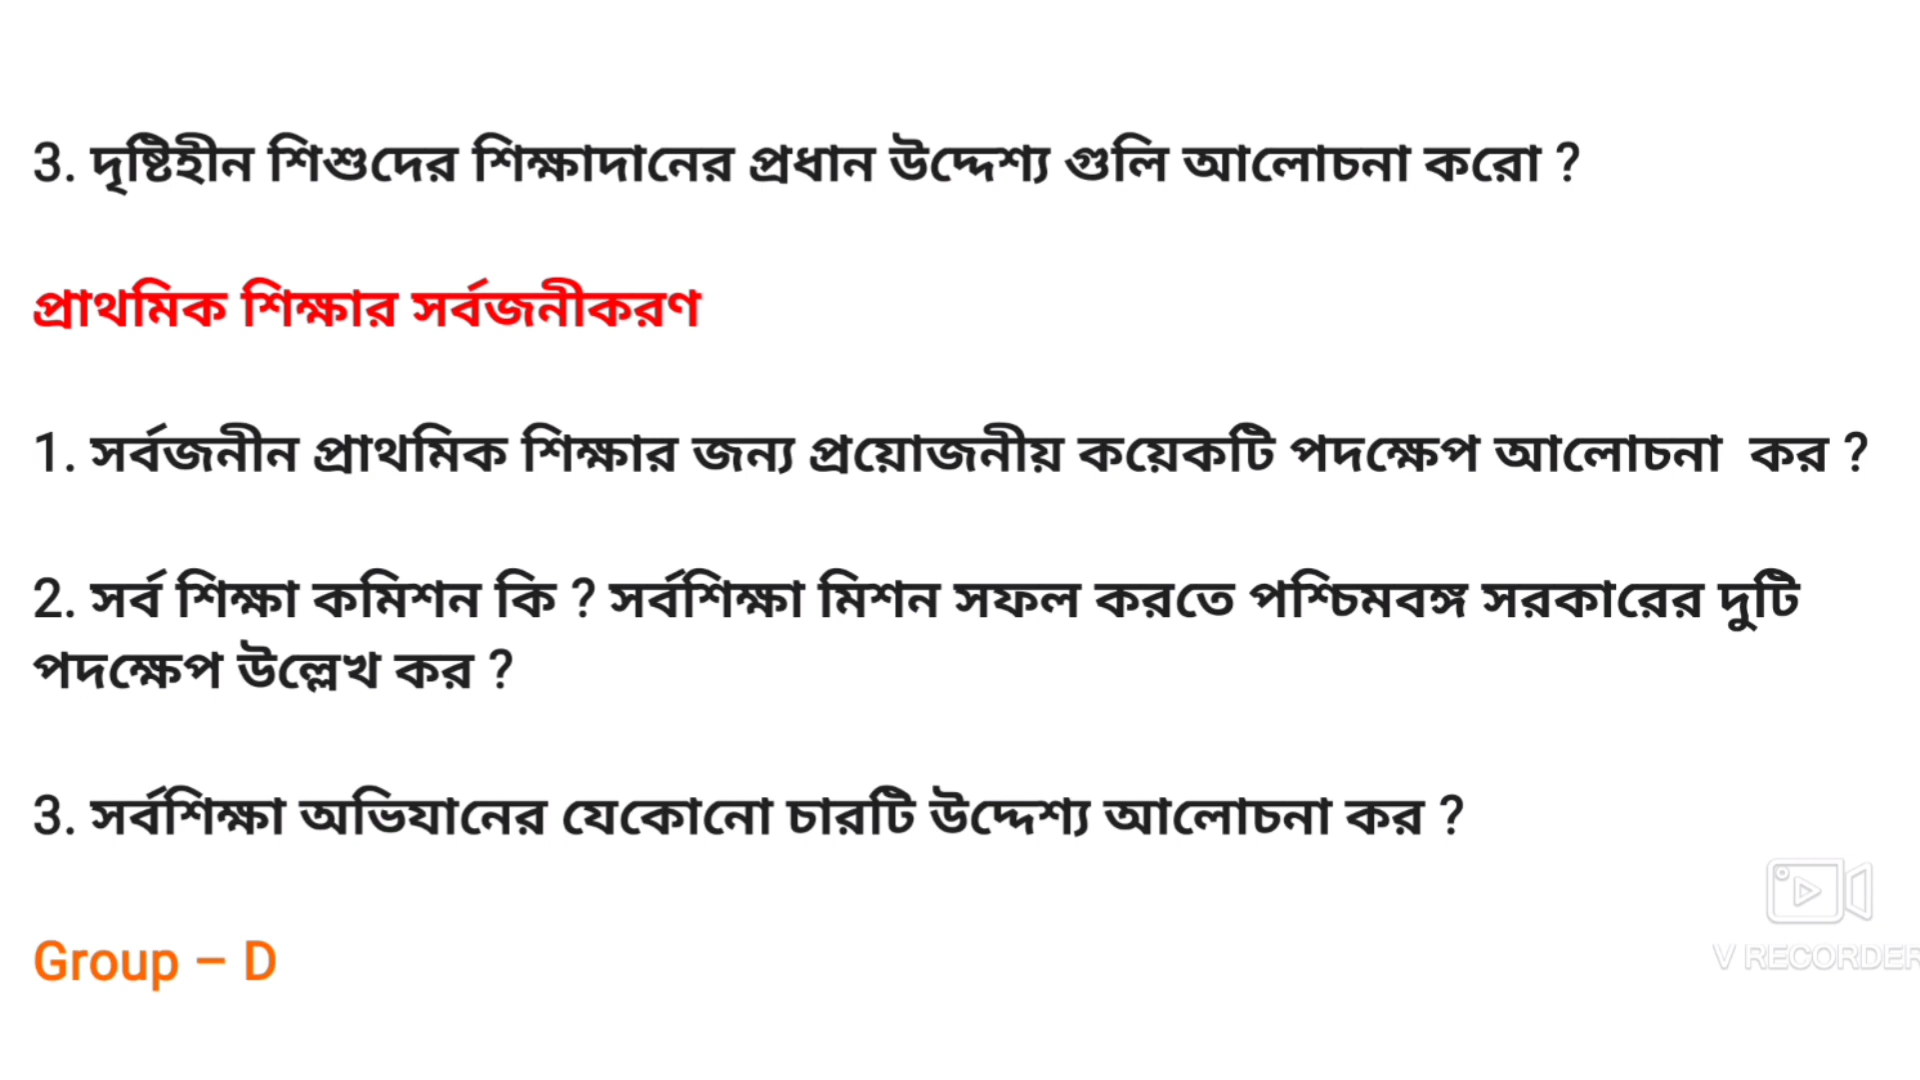 3. দৃষ্টিহীন শিশুদের শিক্ষাদানের প্রধান উদ্দেশ্য গুলি আলোচনা করো ?
প্রাথমিক শিক্ষার সর্বজনীকরণ
1. সর্বজনীন প্রাথমিক শিক্ষার জন্য প্রয়োজনীয় কয়েকটি পদক্ষেপ আলোচনা কর ?
2. সর্ব শিক্ষা কমিশন কি ? সর্বশিক্ষা মিশন সফল করতে পশ্চিমবঙ্গ সরকারের দুটি
পদক্ষেপ উল্লেখ কর ?
3. সর্বশিক্ষা অভিযানের যেকোনো চারটি উদ্দেশ্য আলোচনা কর ?
V RECORDER
Group – D